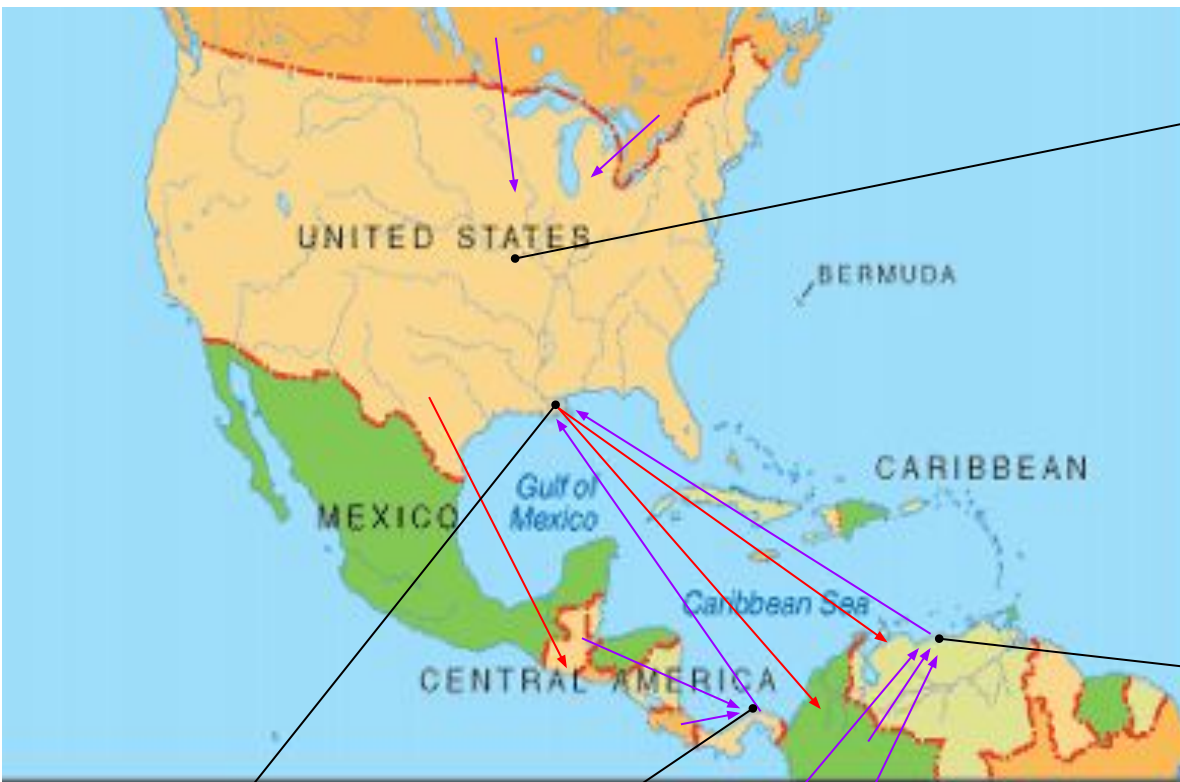 UNITED STATES
BERMUDA
CARIBBEAN
Gulf of
Mexico
MEXICO
Caribbean Sea
CENTRAL AMERICA